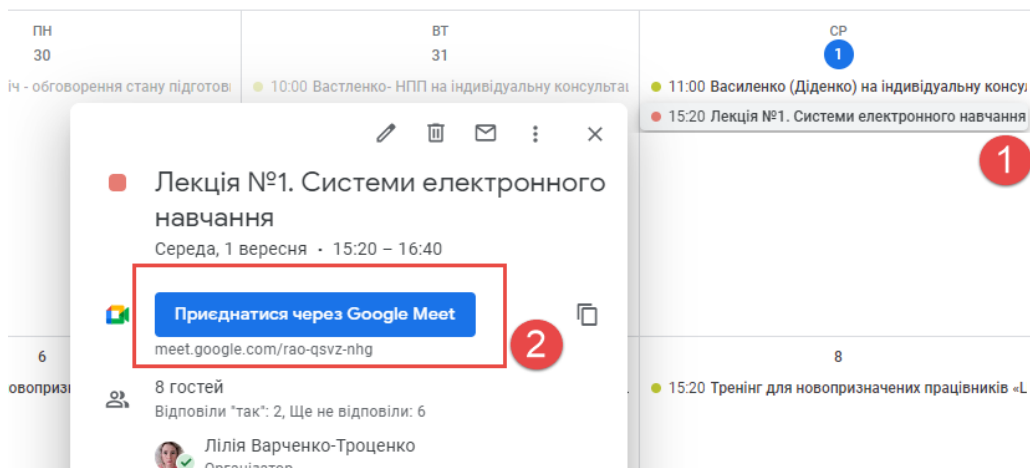 ПН
30
ВТ
31
СР
1
іч - обговорення стану підготовк
10:00 Вастленко- НПП на індивідуальну консультац
11:00 Василенко (Діденко) на індивідуальну консул
15:20 Лекція №1. Системи електронного навчання
1
Лекція №1. Системи електронного
навчання
Середа, 1 вересня · 15:20 – 16:40
Приєднатися через Google Meet
meet.google.com/rao-qsvz-nhg
2
8 гостей
Відповіли "так": 2, Ще не відповіли: 6
Лілія Варченко-Троценко
Організатор
6
овопризн
8
15:20 Тренінг для новопризначених працівників «L